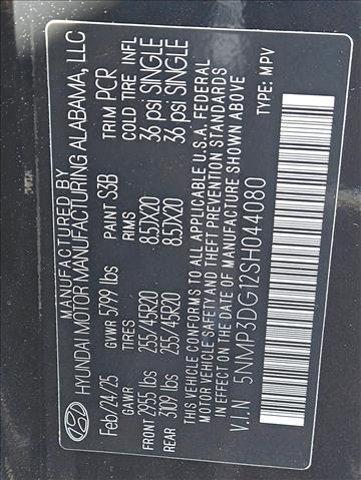 MANUFACTURED BY
HYUNDAI MOTOR MANUFACTURING ALABAMA, LLC
Feb/24/25 GVWR 5799 lbs PAINT S3B TRIM PCR
GAWR TIRES RIMS COLD TIRE INFL
FRONT 2955 lbs 255/45R20 8.5JX20 36 psi SINGLE
REAR 3109 lbs 255/45R20 8.5JX20 36 psi SINGLE
THIS VEHICLE CONFORMS TO ALL APPLICABLE U.S.A. FEDERAL
MOTOR VEHICLE SAFETY AND THEFT PREVENTION STANDARDS
IN EFFECT ON THE DATE OF MANUFACTURE SHOWN ABOVE
V.I.N 5NMP3DG12SH044080 TYPE: MPV